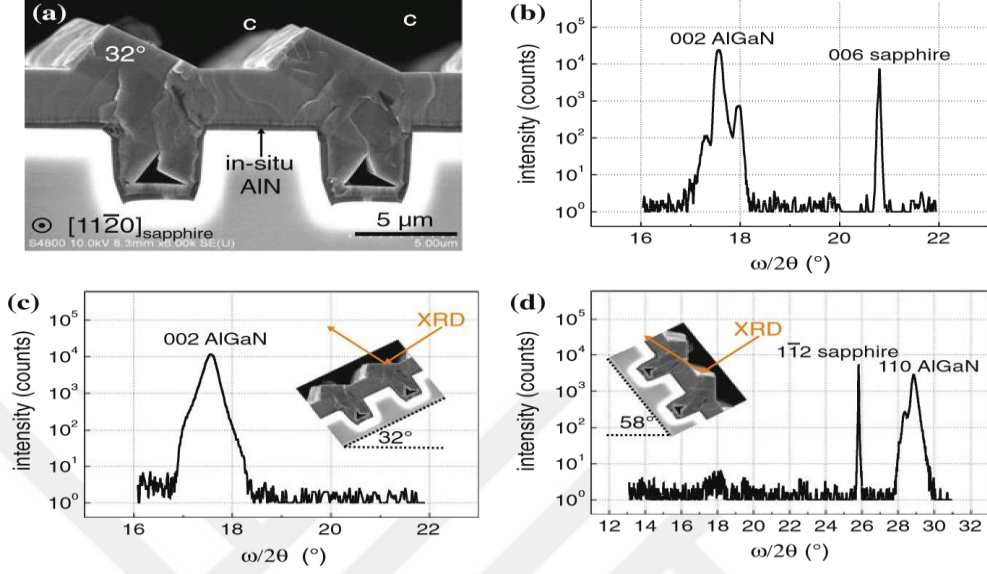 (a)
c
c
32°
in-situ
AlN
⊙ [112̄0]sapphire
5 μm
S4800 10.0kV 8.3mm x6.00k SE(U)
5.00um
(b)
intensity (counts)
10⁵
10⁴
10³
10²
10¹
10⁰
002 AlGaN
006 sapphire
16 18 20 22
ω/2θ (°)
(c)
intensity (counts)
10⁵
10⁴
10³
10²
10¹
10⁰
002 AlGaN
XRD
32°
16 18 20 22
ω/2θ (°)
(d)
intensity (counts)
10⁵
10⁴
10³
10²
10¹
10⁰
XRD
11̄2 sapphire
110 AlGaN
58°
12 14 16 18 20 22 24 26 28 30 32
ω/2θ (°)